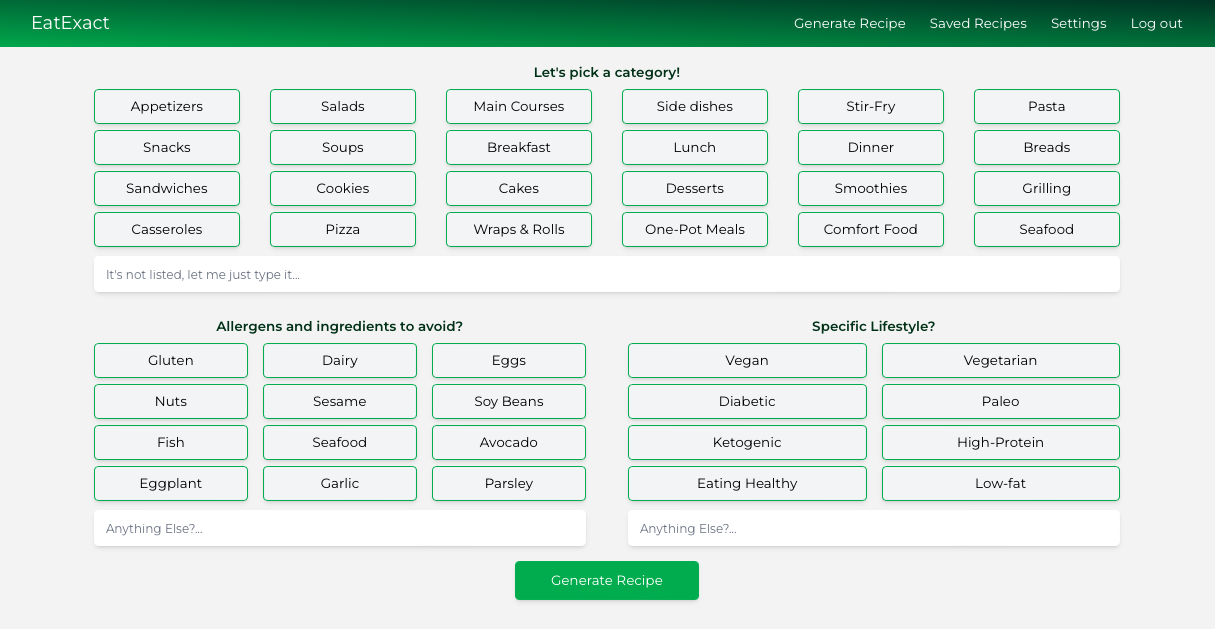 EatExact Generate Recipe Saved Recipes Settings Log out
Let's pick a category!
Appetizers Salads Main Courses Side dishes Stir-Fry Pasta
Snacks Soups Breakfast Lunch Dinner Breads
Sandwiches Cookies Cakes Desserts Smoothies Grilling
Casseroles Pizza Wraps & Rolls One-Pot Meals Comfort Food Seafood
It's not listed, let me just type it...
Allergens and ingredients to avoid?
Gluten Dairy Eggs
Nuts Sesame Soy Beans
Fish Seafood Avocado
Eggplant Garlic Parsley
Anything Else?...
Specific Lifestyle?
Vegan Vegetarian
Diabetic Paleo
Ketogenic High-Protein
Eating Healthy Low-fat
Anything Else?...
Generate Recipe